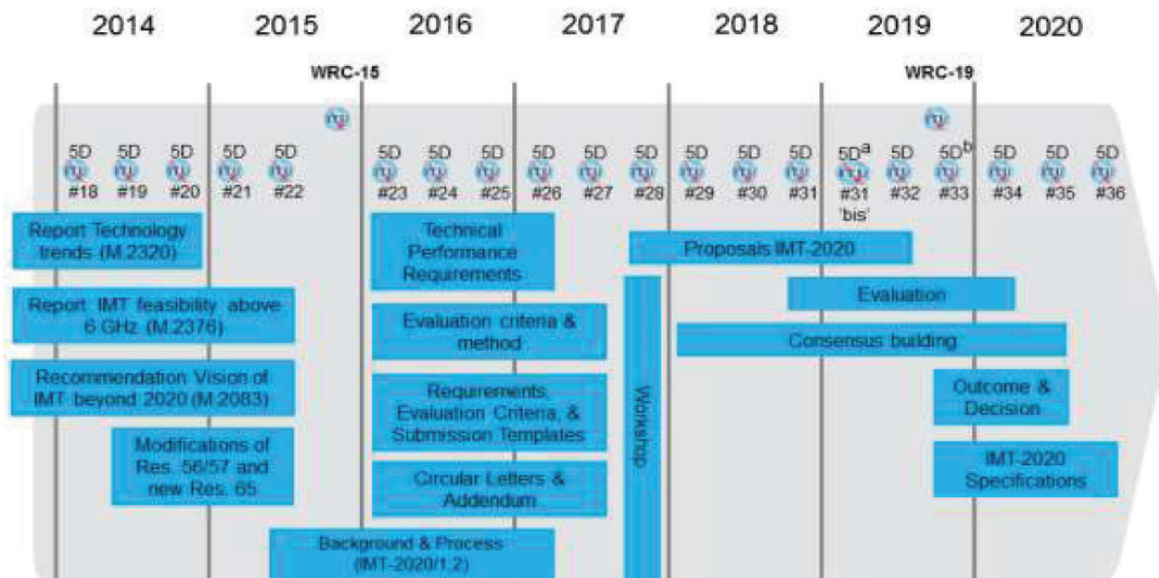 2014 2015 2016 2017 2018 2019 2020
WRC-15 WRC-19
5D 5D 5D 5D 5D 5D 5D 5D 5D 5D 5D 5D 5D 5D 5Dª 5D 5Dᵇ 5D 5D 5D
#18 #19 #20 #21 #22 #23 #24 #25 #26 #27 #28 #29 #30 #31 #31 #32 #33 #34 #35 #36
'bis'
Report Technology
trends (M.2320)
Report IMT feasibility above
6 GHz (M.2376)
Recommendation Vision of
IMT beyond 2020 (M.2083)
Modifications of
Res. 56/57 and
new Res. 65
Background & Process
(IMT-2020/1,2)
Technical
Performance
Requirements
Evaluation criteria &
method
Requirements,
Evaluation Criteria, &
Submission Templates
Circular Letters &
Addendum
Workshop
Proposals IMT-2020
Evaluation
Consensus building
Outcome &
Decision
IMT-2020
Specifications